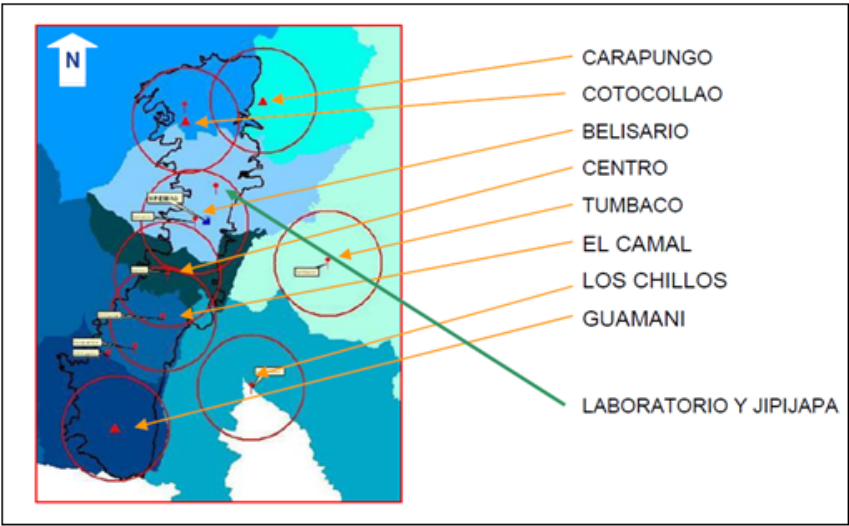 N
CARAPUNGO
COTOCOLLAO
BELISARIO
CENTRO
TUMBACO
EL CAMAL
LOS CHILLOS
GUAMANI
LABORATORIO Y JIPIJAPA